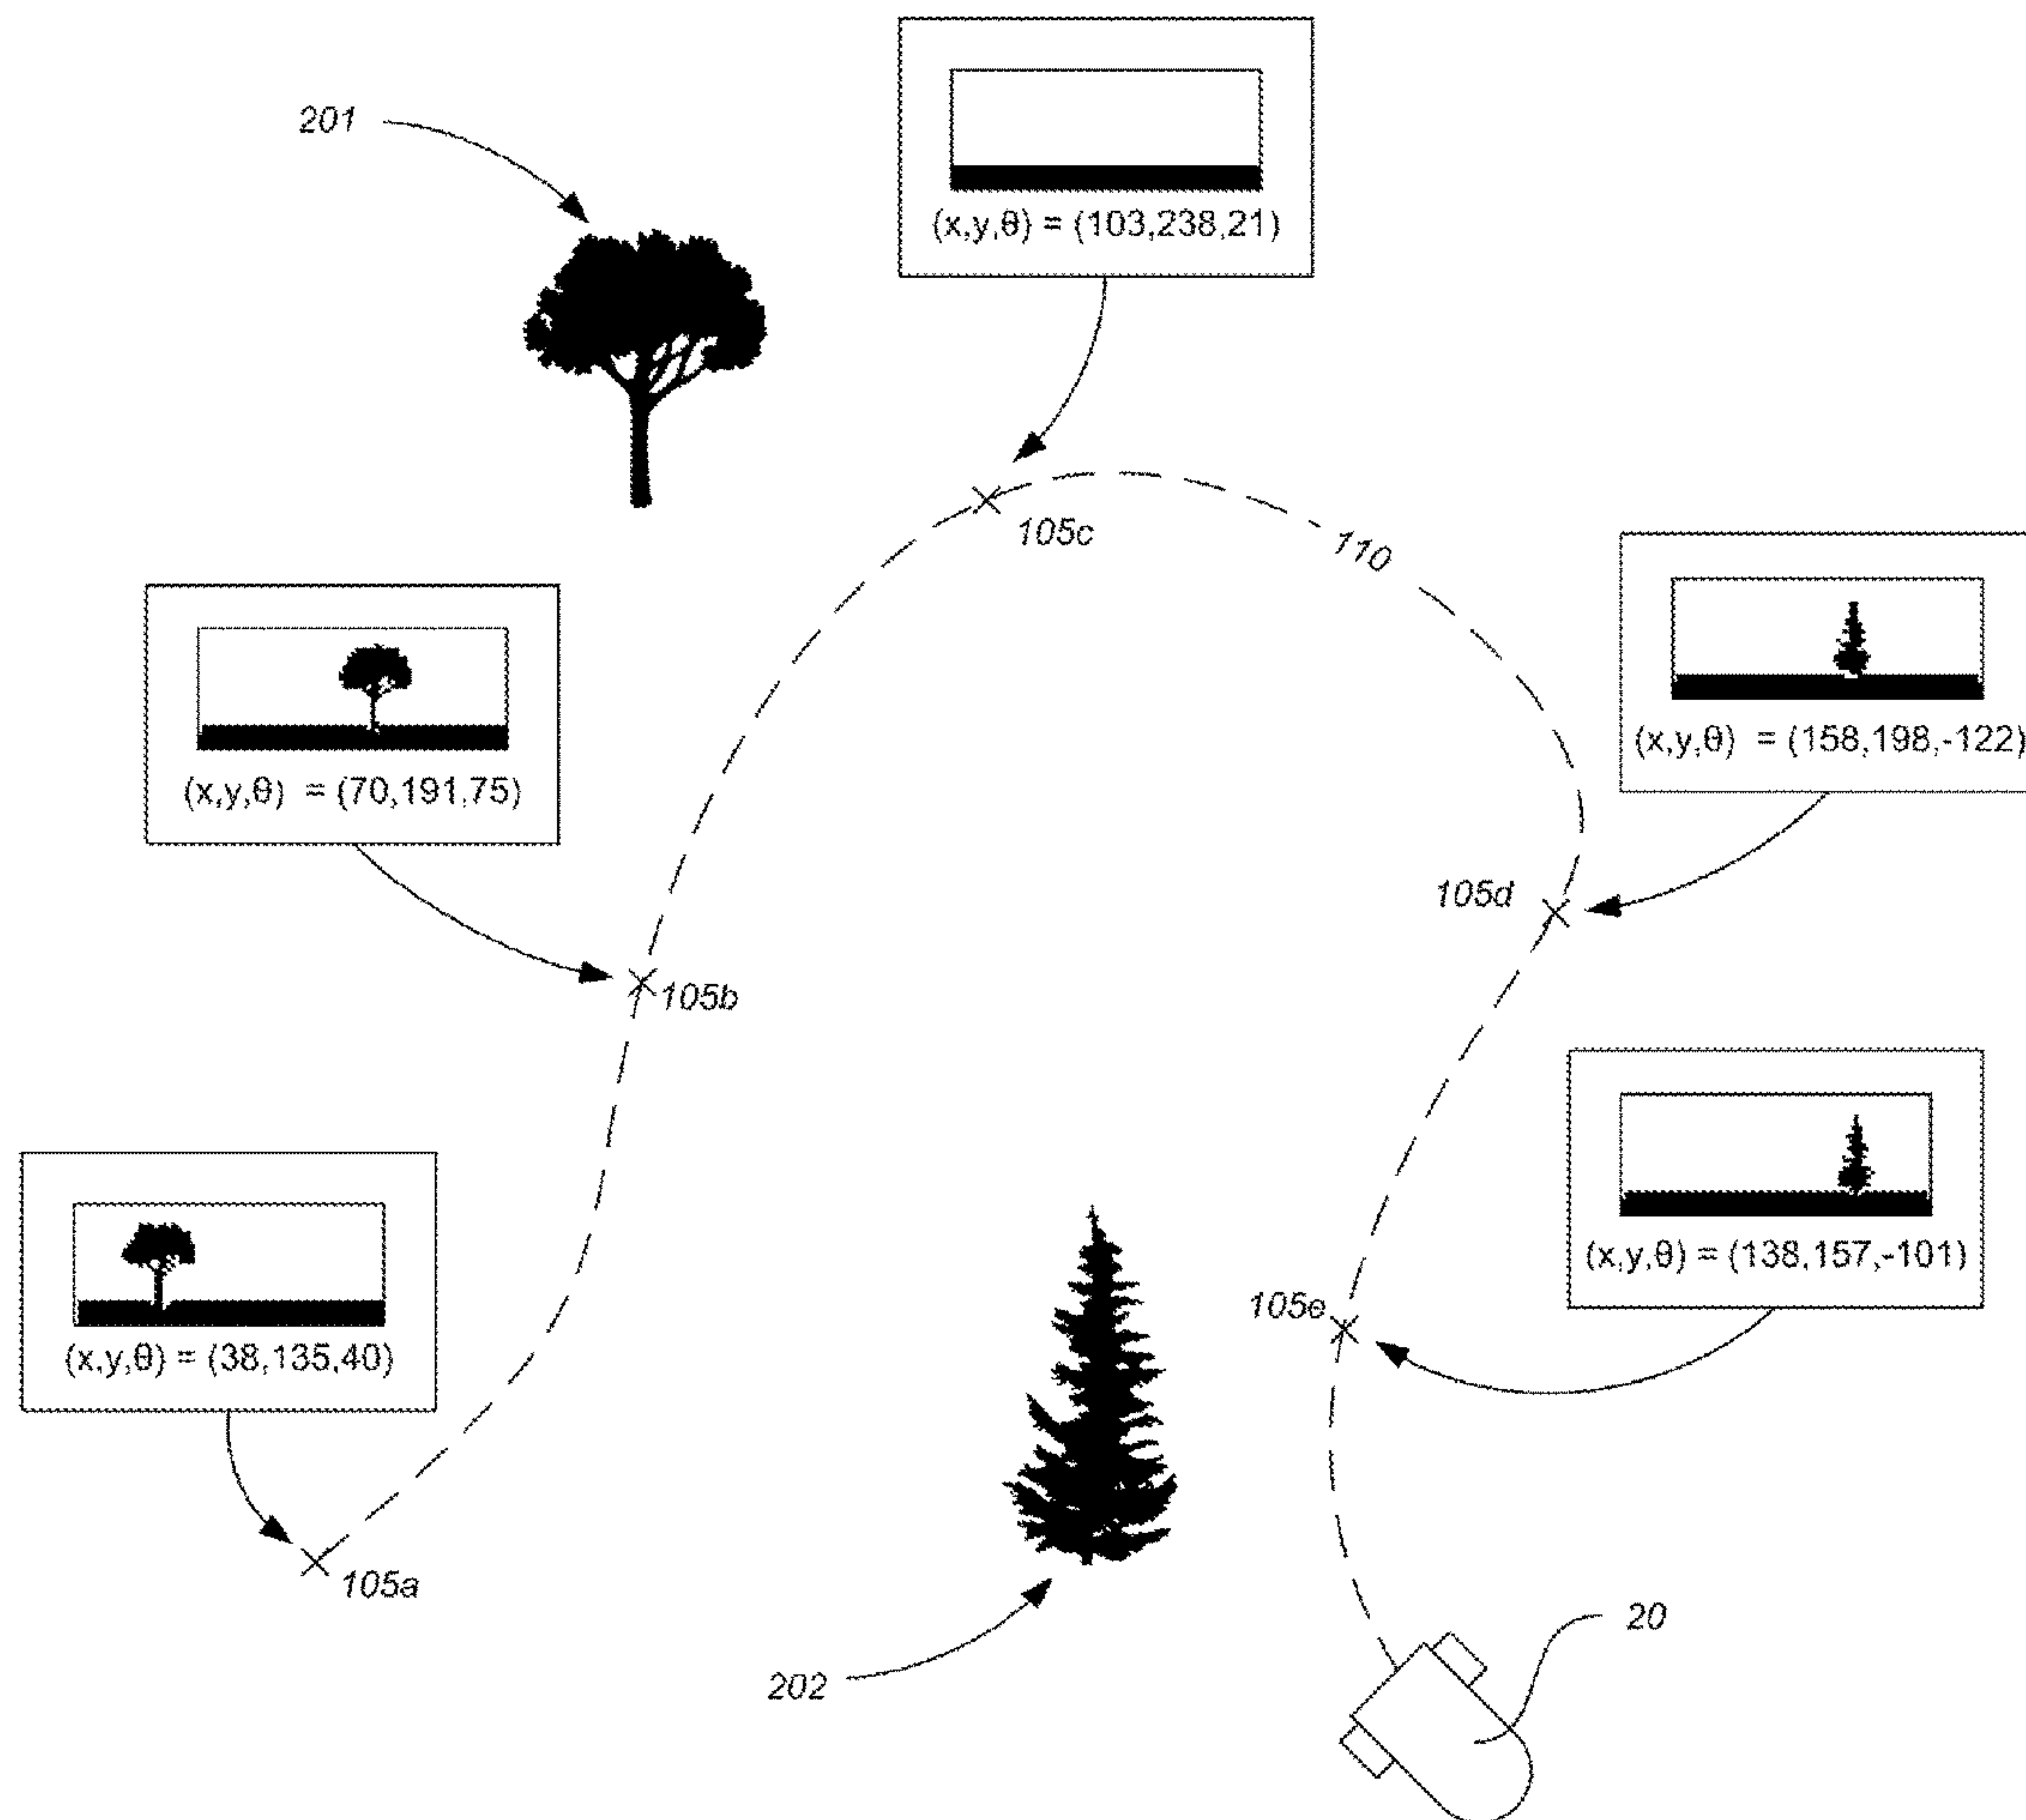 201
(x,y,θ) = (103,238,21)
105c
110
(x,y,θ) = (70,191,75)
(x,y,θ) = (158,198,-122)
105d
105b
(x,y,θ) = (138,157,-101)
105e
(x,y,θ) = (38,135,40)
105a
202
20